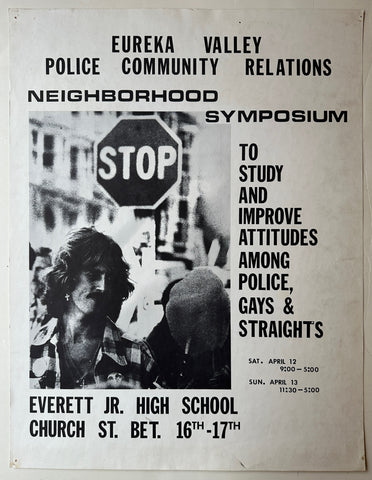 EUREKA VALLEY
POLICE COMMUNITY RELATIONS
NEIGHBORHOOD
SYMPOSIUM
STOP
TO
STUDY
AND
IMPROVE
ATTITUDES
AMONG
POLICE,
GAYS &
STRAIGHTS
SAT. APRIL 12
9:00-5:00
SUN. APRIL 13
11:30-5:00
EVERETT JR. HIGH SCHOOL
CHURCH ST. BET. 16TH-17TH